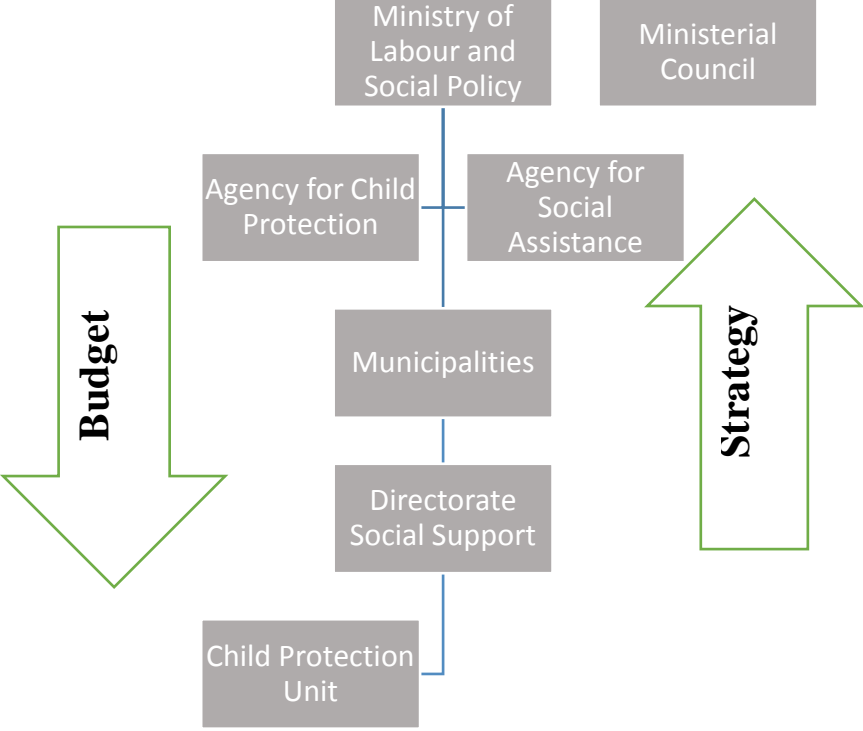 Ministry of
Labour and
Social Policy
Ministerial
Council
Agency for Child
Protection
Agency for
Social
Assistance
Budget
Strategy
Municipalities
Directorate
Social Support
Child Protection
Unit